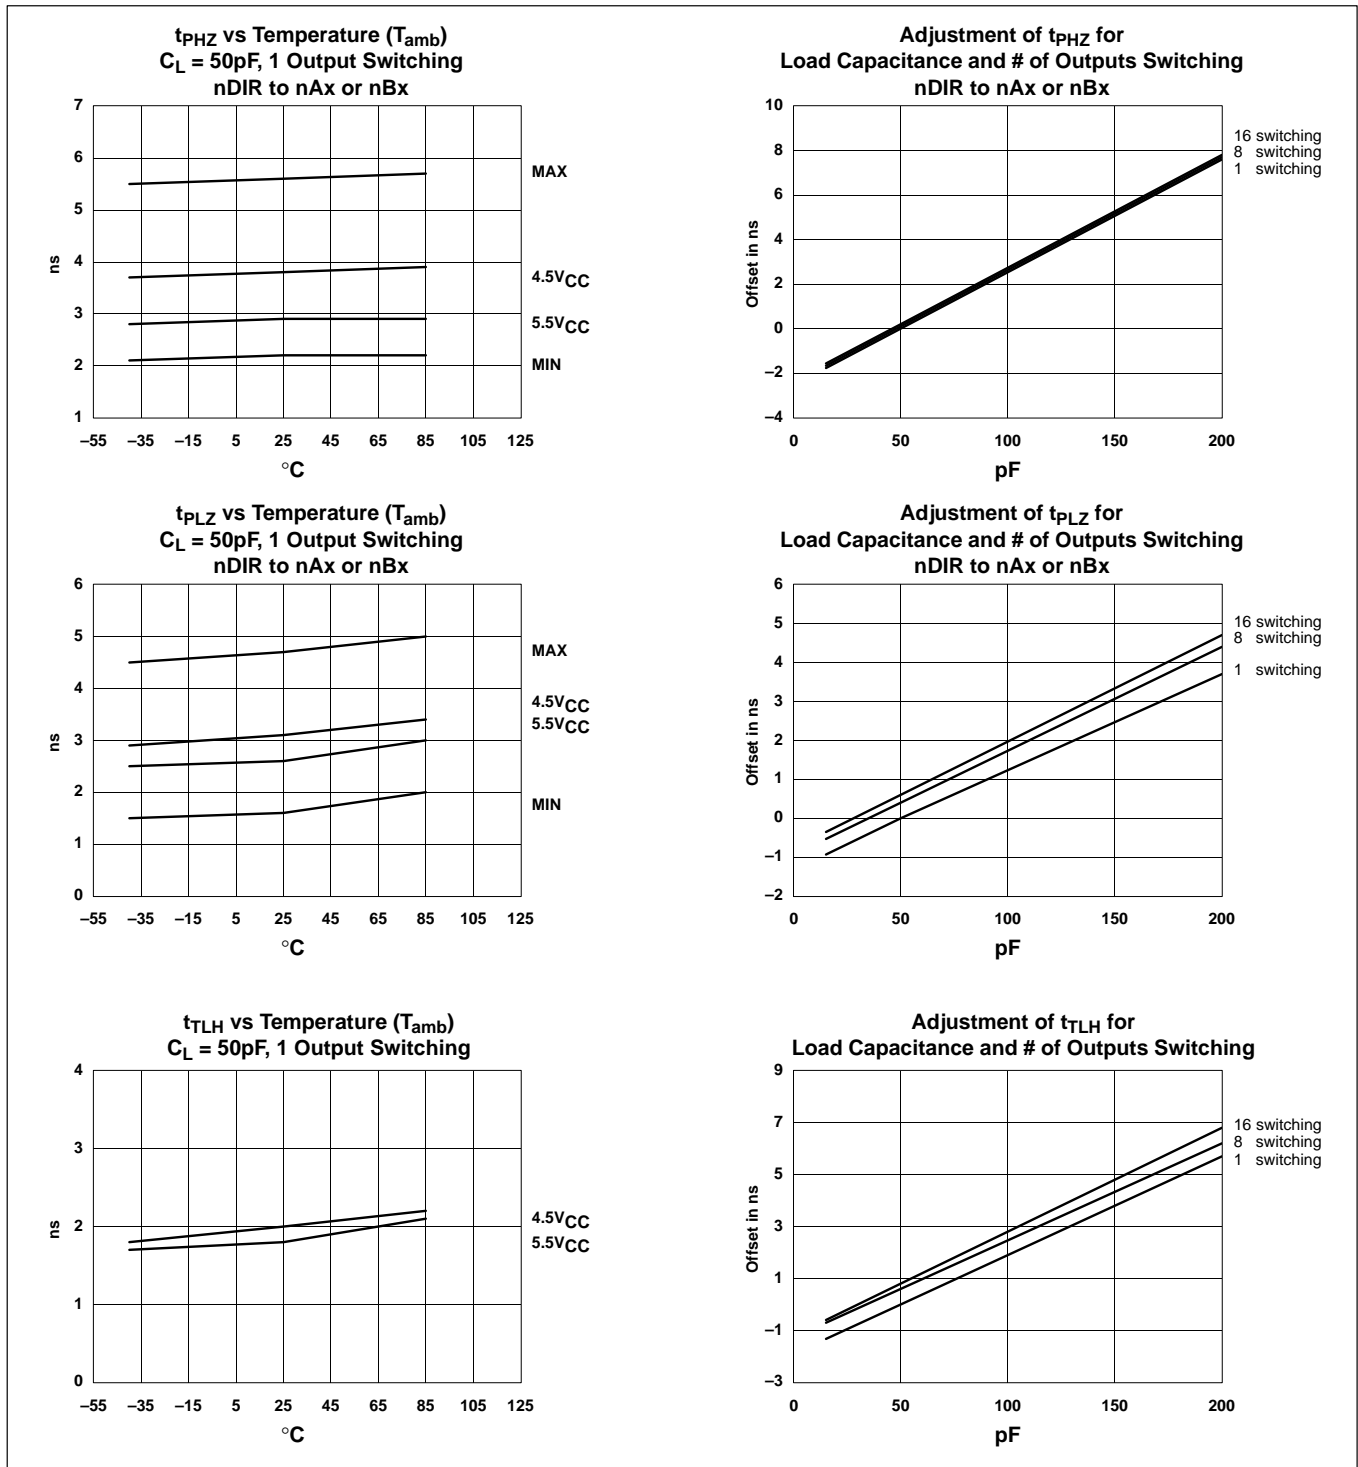 tPHZ vs Temperature (Tamb)
CL = 50pF, 1 Output Switching
nDIR to nAx or nBx
7
6
5
4
3
2
1
ns
MAX
4.5VCC
5.5VCC
MIN
–55 –35 –15 5 25 45 65 85 105 125
°C
Adjustment of tPHZ for
Load Capacitance and # of Outputs Switching
nDIR to nAx or nBx
10
8
6
4
2
0
–2
–4
Offset in ns
16 switching
8 switching
1 switching
0 50 100 150 200
pF
tPLZ vs Temperature (Tamb)
CL = 50pF, 1 Output Switching
nDIR to nAx or nBx
6
5
4
3
2
1
0
ns
MAX
4.5VCC
5.5VCC
MIN
–55 –35 –15 5 25 45 65 85 105 125
°C
Adjustment of tPLZ for
Load Capacitance and # of Outputs Switching
nDIR to nAx or nBx
6
5
4
3
2
1
0
–1
–2
Offset in ns
16 switching
8 switching
1 switching
0 50 100 150 200
pF
tTLH vs Temperature (Tamb)
CL = 50pF, 1 Output Switching
4
3
2
1
0
ns
4.5VCC
5.5VCC
–55 –35 –15 5 25 45 65 85 105 125
°C
Adjustment of tTLH for
Load Capacitance and # of Outputs Switching
9
7
5
3
1
–1
–3
Offset in ns
16 switching
8 switching
1 switching
0 50 100 150 200
pF